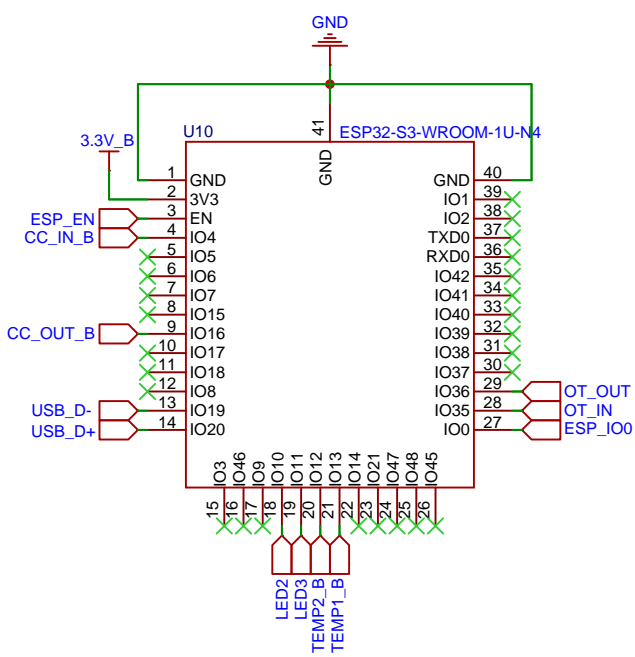 GND
U10
41
ESP32-S3-WROOM-1U-N4
3.3V_B
GND
1 GND
GND 40
2 3V3
IO1 39
ESP_EN 3 EN
IO2 38
CC_IN_B 4 IO4
TXD0 37
5 IO5
RXD0 36
6 IO6
IO42 35
7 IO7
IO41 34
8 IO15
IO40 33
CC_OUT_B 9 IO16
IO39 32
10 IO17
IO38 31
11 IO18
IO37 30
12 IO8
IO36 29 OT_OUT
USB_D- 13 IO19
IO35 28 OT_IN
USB_D+ 14 IO20
IO0 27 ESP_IO0
IO3 IO46 IO9 IO10 IO11 IO12 IO13 IO14 IO21 IO47 IO48 IO45
15 16 17 18 19 20 21 22 23 24 25 26
LED2
LED3
TEMP2_B
TEMP1_B